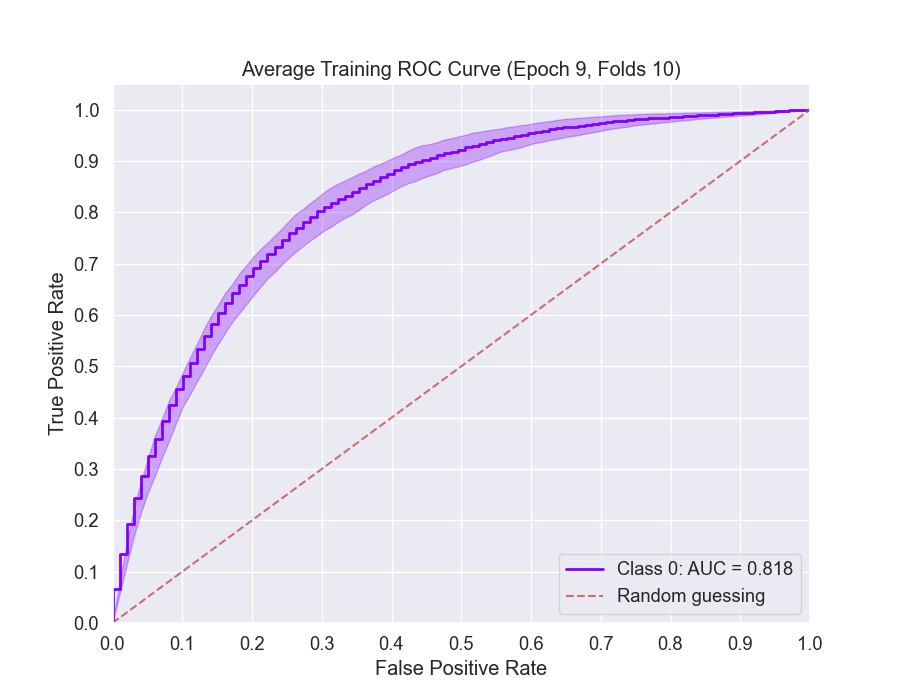 Average Training ROC Curve (Epoch 9, Folds 10)
True Positive Rate
1.0
0.9
0.8
0.7
0.6
0.5
0.4
0.3
0.2
0.1
0.0
Class 0: AUC = 0.818
Random guessing
0.0 0.1 0.2 0.3 0.4 0.5 0.6 0.7 0.8 0.9 1.0
False Positive Rate